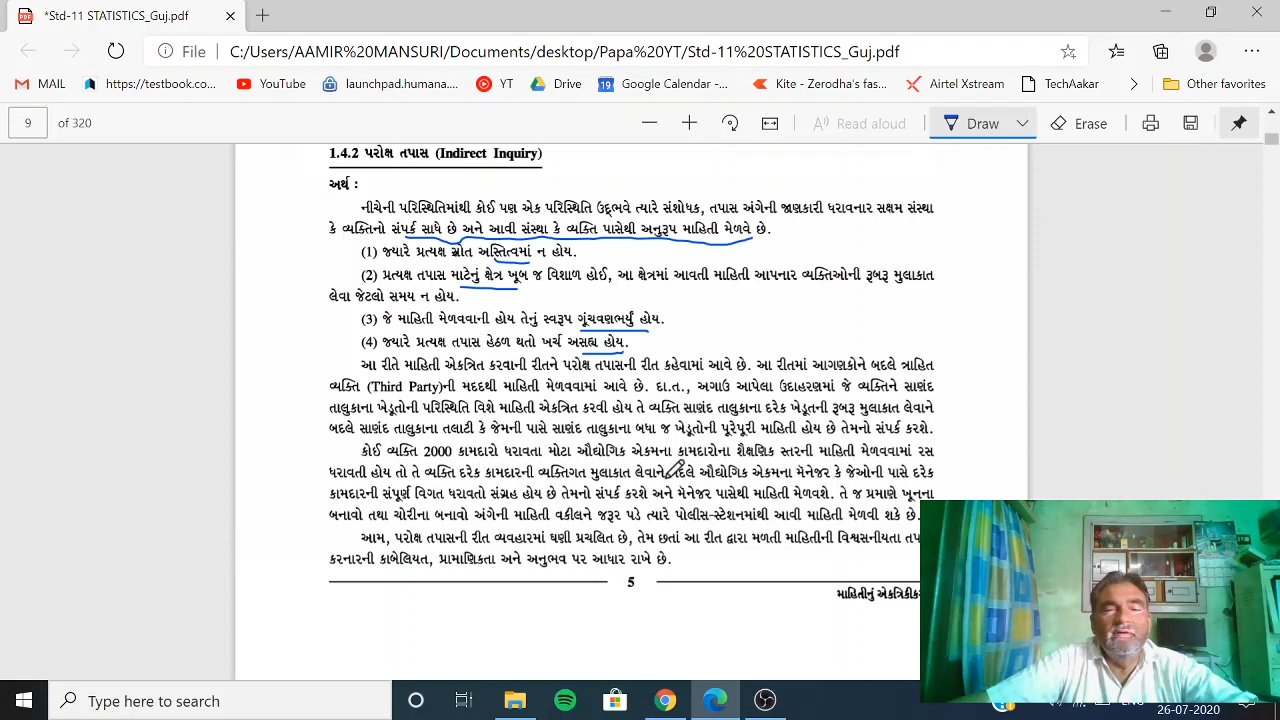 *Std-11 STATISTICS_Guj.pdf
File C:/Users/AAMIR%20MANSURI/Documents/desktop/Papa%20YT/Std-11%20STATISTICS_Guj.pdf
MAIL https://testbook.com... YouTube launchpad.humana... YT Drive Google Calendar -... Kite - Zerodha's fla... Airtel Xstream TechAakar Other favorites
9 of 320 Read aloud Draw Erase
1.4.2 પરોક્ષ તપાસ (Indirect Inquiry)
અર્થ :
નીચેની પરિસ્થિતિમાંથી કોઈ પણ એક પરિસ્થિતિ ઉદ્ભવે ત્યારે સંશોધક, તપાસ અંગેની જાણકારી ધરાવનાર સક્ષમ સંસ્થા
કે વ્યક્તિનો સંપર્ક સાધે છે અને આવી સંસ્થા કે વ્યક્તિ પાસેથી અનુરૂપ માહિતી મેળવે છે.
(1) જ્યારે પ્રત્યક્ષ સ્રોત અસ્તિત્વમાં ન હોય.
(2) પ્રત્યક્ષ તપાસ માટેનું ક્ષેત્ર ખૂબ જ વિશાળ હોઈ, આ ક્ષેત્રમાં આવતી માહિતી આપનાર વ્યક્તિઓની રૂબરૂ મુલાકાત
લેવા જેટલો સમય ન હોય.
(3) જે માહિતી મેળવવાની હોય તેનું સ્વરૂપ ગૂંચવણભર્યું હોય.
(4) જ્યારે પ્રત્યક્ષ તપાસ હેઠળ થતો ખર્ચ અસહ્ય હોય.
આ રીતે માહિતી એકત્રિત કરવાની રીતને પરોક્ષ તપાસની રીત કહેવામાં આવે છે. આ રીતમાં આગણકોને બદલે ત્રાહિત
વ્યક્તિ (Third Party)ની મદદથી માહિતી મેળવવામાં આવે છે. દા.ત., અગાઉ આપેલા ઉદાહરણમાં જે વ્યક્તિને સાણંદ
તાલુકાના ખેડૂતોની પરિસ્થિતિ વિશે માહિતી એકત્રિત કરવી હોય તે વ્યક્તિ સાણંદ તાલુકાના દરેક ખેડૂતની રૂબરૂ મુલાકાત લેવાને
બદલે સાણંદ તાલુકાના તલાટી કે જેમની પાસે સાણંદ તાલુકાના બધા જ ખેડૂતોની પૂરેપૂરી માહિતી હોય છે તેમનો સંપર્ક કરશે.
કોઈ વ્યક્તિ 2000 કામદારો ધરાવતા મોટા ઔદ્યોગિક એકમના કામદારોના શૈક્ષણિક સ્તરની માહિતી મેળવવામાં રસ
ધરાવતી હોય તો તે વ્યક્તિ દરેક કામદારની વ્યક્તિગત મુલાકાત લેવાને બદલે ઔદ્યોગિક એકમના મૅનેજર કે જેઓની પાસે દરેક
કામદારની સંપૂર્ણ વિગત ધરાવતો સંગ્રહ હોય છે તેમનો સંપર્ક કરશે અને મૅનેજર પાસેથી માહિતી મેળવશે. તે જ પ્રમાણે ખૂનના
બનાવો તથા ચોરીના બનાવો અંગેની માહિતી વકીલને જરૂર પડે ત્યારે પોલીસ-સ્ટેશનમાંથી આવી માહિતી મેળવી શકે છે.
આમ, પરોક્ષ તપાસની રીત વ્યવહારમાં ઘણી પ્રચલિત છે, તેમ છતાં આ રીત દ્વારા મળતી માહિતીની વિશ્વસનીયતા
કરનારની કાબેલિયત, પ્રામાણિકતા અને અનુભવ પર આધાર રાખે છે.
5
માહિતીનું
Type here to search
26-07-2020